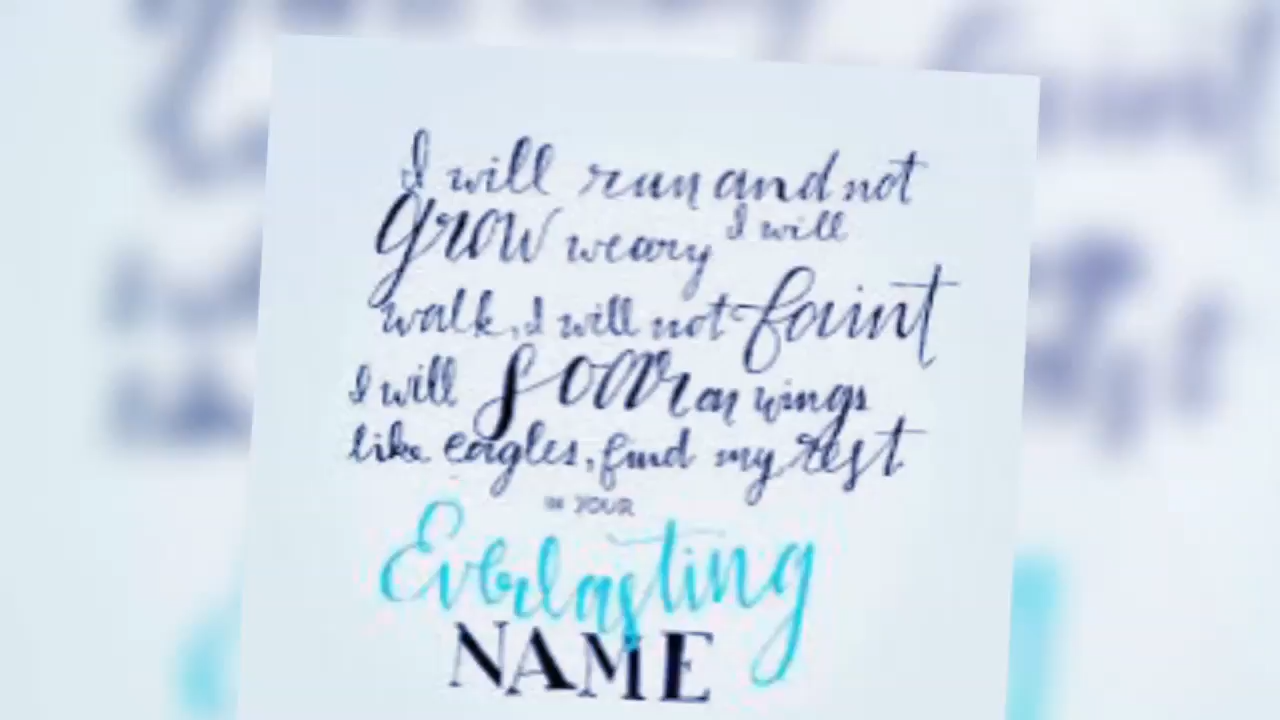 I will run and not
grow weary I will
walk, I will not faint
I will soar on wings
like eagles, find my rest
IN YOUR
Everlasting
NAME